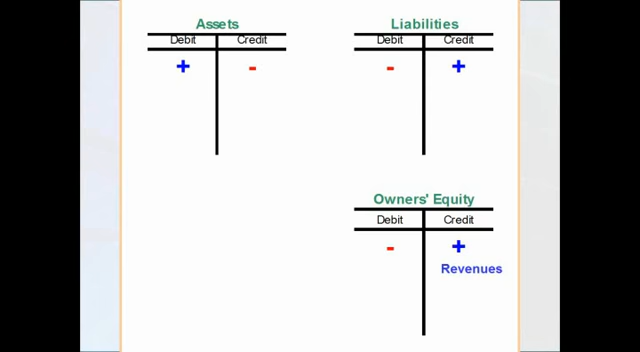 Assets
Debit Credit
+ -
Liabilities
Debit Credit
- +
Owners' Equity
Debit Credit
- +
Revenues